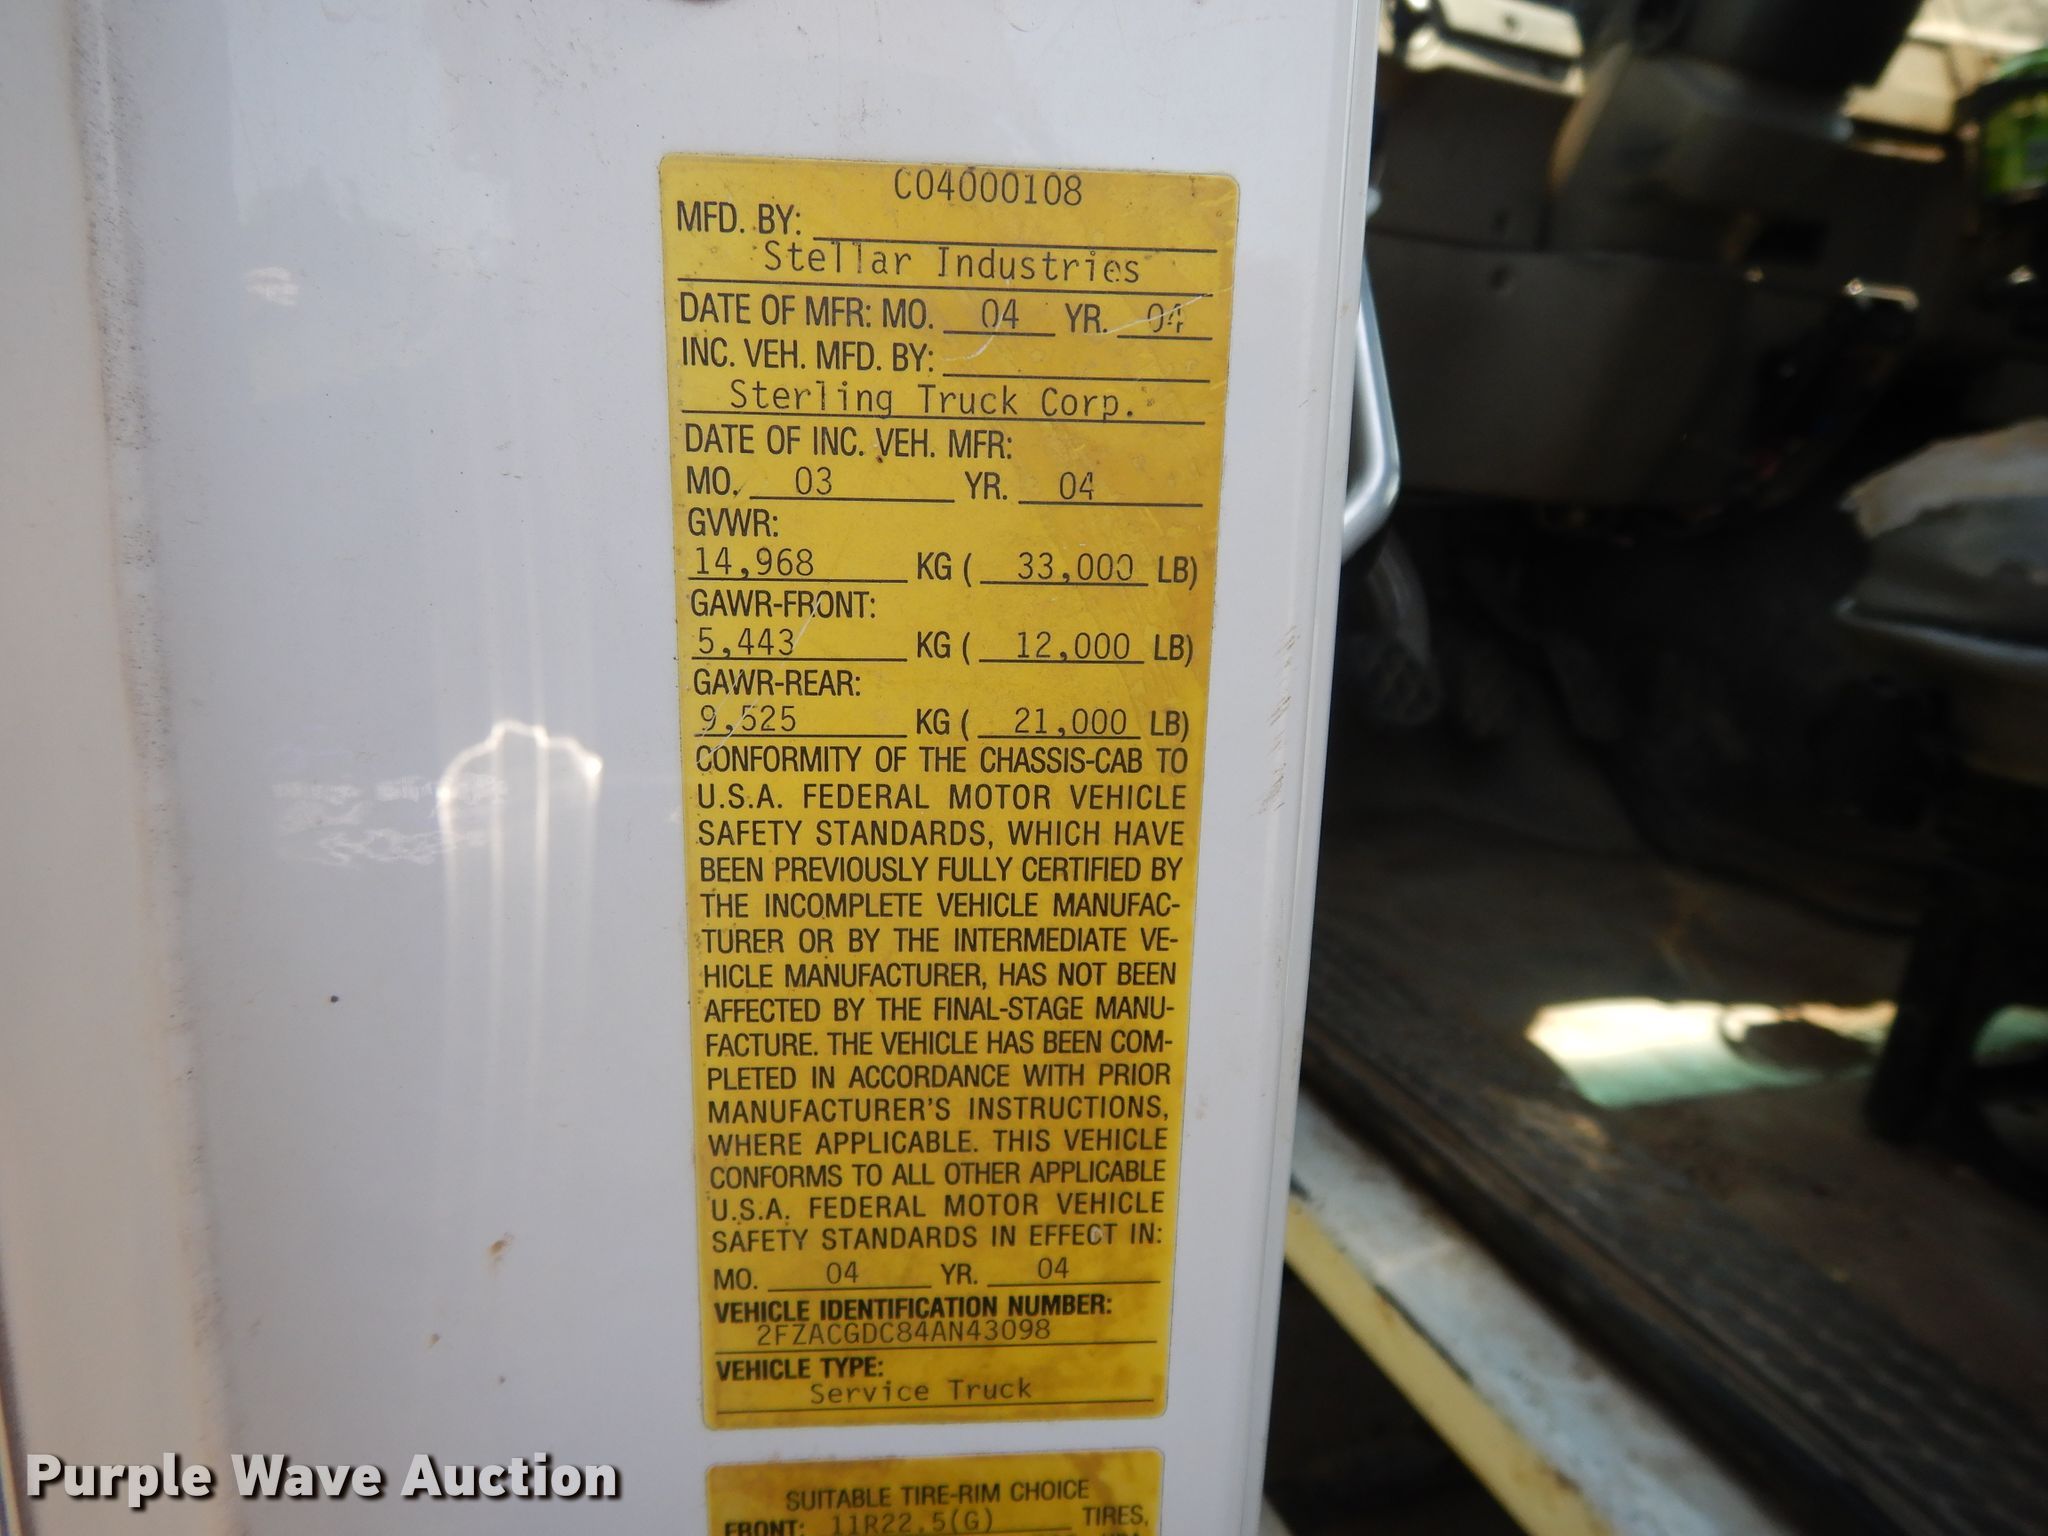 C04000108
MFD. BY:
Stellar Industries
DATE OF MFR: MO. 04 YR. 04
INC. VEH. MFD. BY:
Sterling Truck Corp.
DATE OF INC. VEH. MFR:
MO. 03 YR. 04
GVWR:
14,968 KG ( 33,000 LB)
GAWR-FRONT:
5,443 KG ( 12,000 LB)
GAWR-REAR:
9,525 KG ( 21,000 LB)
CONFORMITY OF THE CHASSIS-CAB TO
U.S.A. FEDERAL MOTOR VEHICLE
SAFETY STANDARDS, WHICH HAVE
BEEN PREVIOUSLY FULLY CERTIFIED BY
THE INCOMPLETE VEHICLE MANUFAC-
TURER OR BY THE INTERMEDIATE VE-
HICLE MANUFACTURER, HAS NOT BEEN
AFFECTED BY THE FINAL-STAGE MANU-
FACTURE. THE VEHICLE HAS BEEN COM-
PLETED IN ACCORDANCE WITH PRIOR
MANUFACTURER'S INSTRUCTIONS,
WHERE APPLICABLE. THIS VEHICLE
CONFORMS TO ALL OTHER APPLICABLE
U.S.A. FEDERAL MOTOR VEHICLE
SAFETY STANDARDS IN EFFECT IN:
MO. 04 YR. 04
VEHICLE IDENTIFICATION NUMBER:
2FZACGDC84AN43098
VEHICLE TYPE:
Service Truck
SUITABLE TIRE-RIM CHOICE
FRONT: 11R22.5(G) TIRES,
Purple Wave Auction